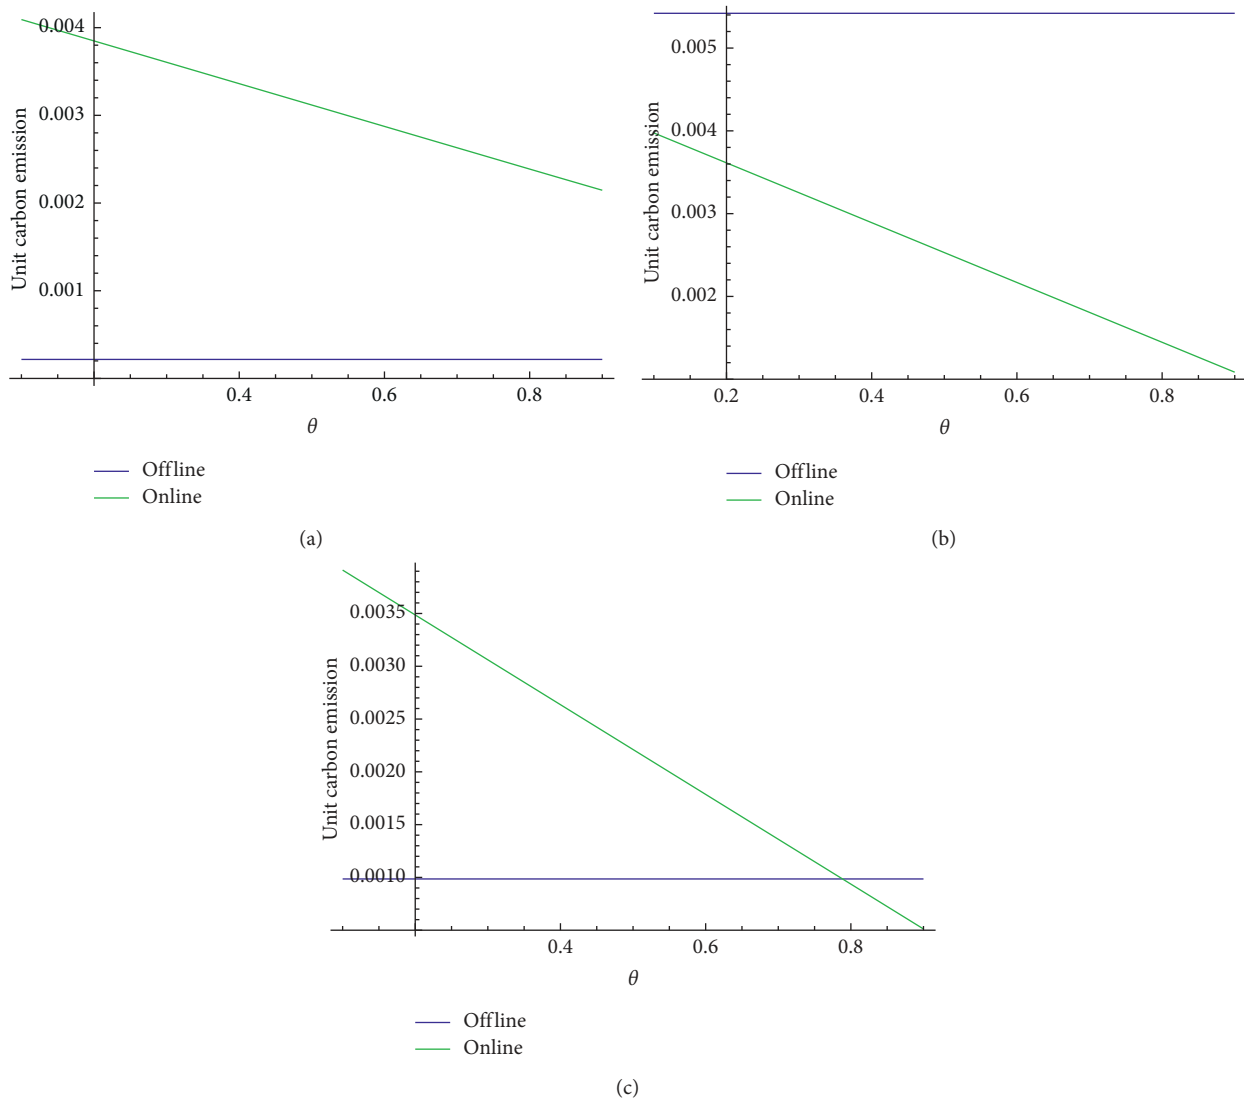 0.004
0.003
0.002
0.001
Unit carbon emission
0.4 0.6 0.8
θ
Offline
Online
(a)
0.005
0.004
0.003
0.002
Unit carbon emission
0.2 0.4 0.6 0.8
θ
Offline
Online
(b)
0.0035
0.0030
0.0025
0.0020
0.0015
0.0010
Unit carbon emission
0.4 0.6 0.8
θ
Offline
Online
(c)